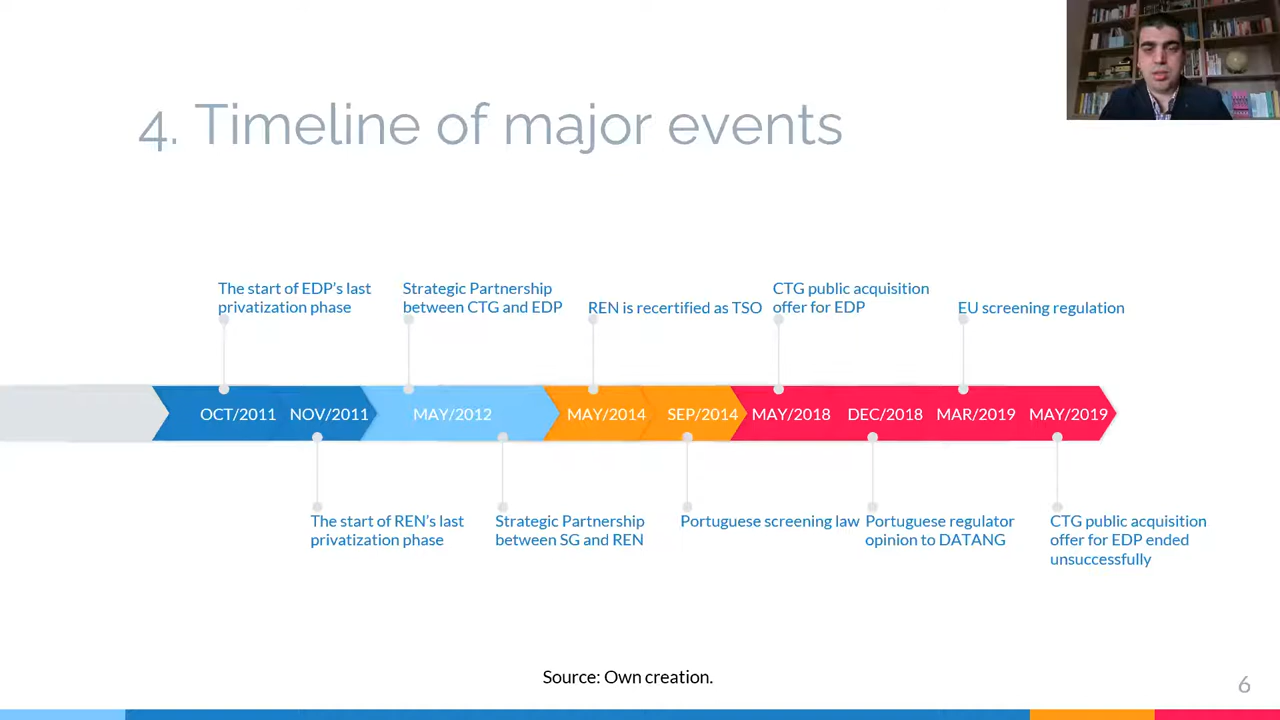 4. Timeline of major events
The start of EDP's last
privatization phase
Strategic Partnership
between CTG and EDP
REN is recertified as TSO
CTG public acquisition
offer for EDP
EU screening regulation
OCT/2011 NOV/2011 MAY/2012 MAY/2014 SEP/2014 MAY/2018 DEC/2018 MAR/2019 MAY/2019
The start of REN's last
privatization phase
Strategic Partnership
between SG and REN
Portuguese screening law
Portuguese regulator
opinion to DATANG
CTG public acquisition
offer for EDP ended
unsuccessfully
Source: Own creation.
6